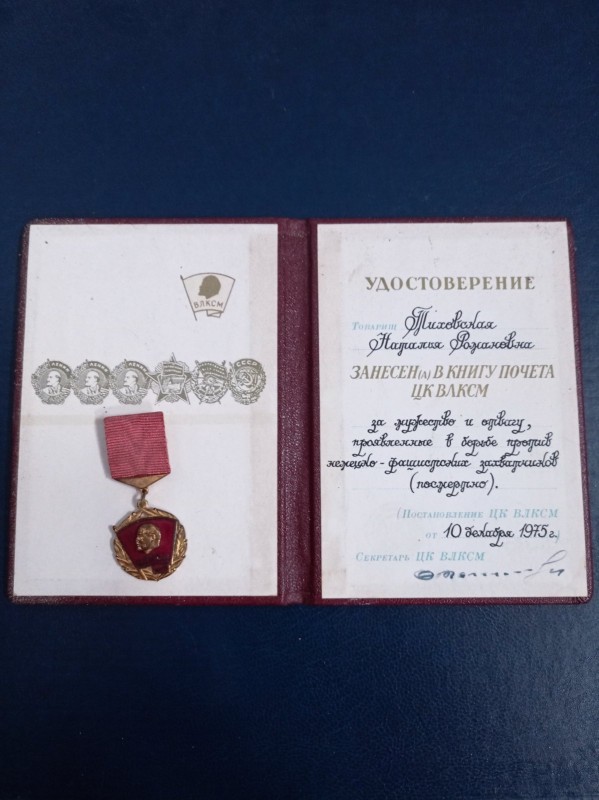 ВЛКСМ
УДОСТОВЕРЕНИЕ
Товарищ Тиховская
Наталия Романовна
ЗАНЕСЕН(А) В КНИГУ ПОЧЕТА
ЦК ВЛКСМ
за мужество и отвагу,
проявленные в борьбе против
немецко-фашистских захватчиков
(посмертно).
(Постановление ЦК ВЛКСМ
от 10 декабря 1975 г.)
Секретарь ЦК ВЛКСМ